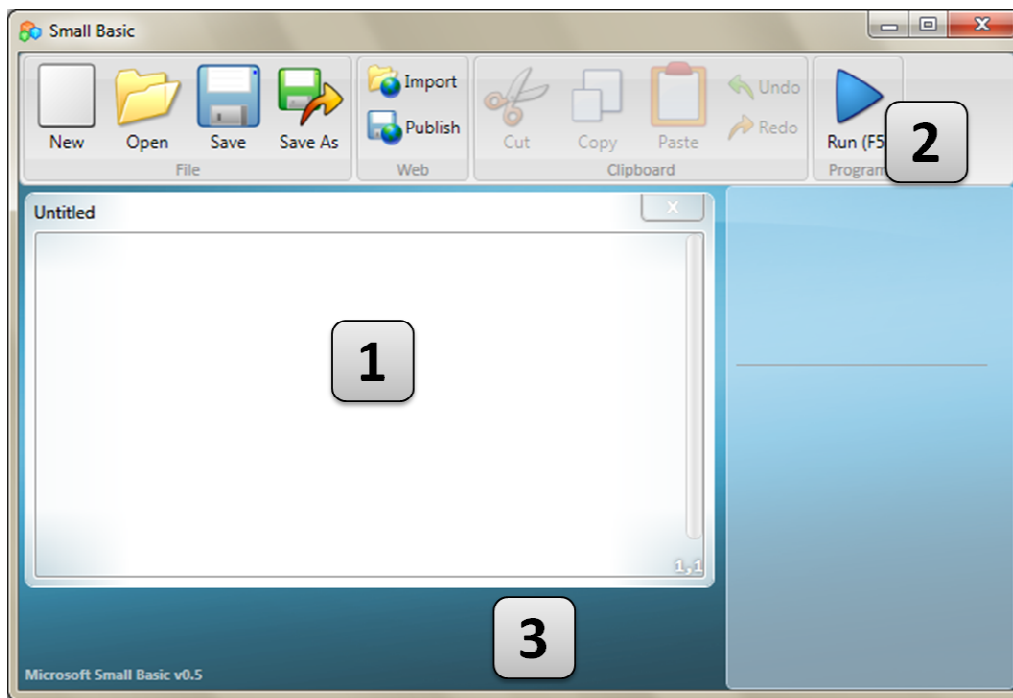 Small Basic
New Open Save Save As Import Publish Cut Copy Paste Undo Redo Run (F5
File Web Clipboard Program
2
Untitled
X
1
1,1
3
Microsoft Small Basic v0.5